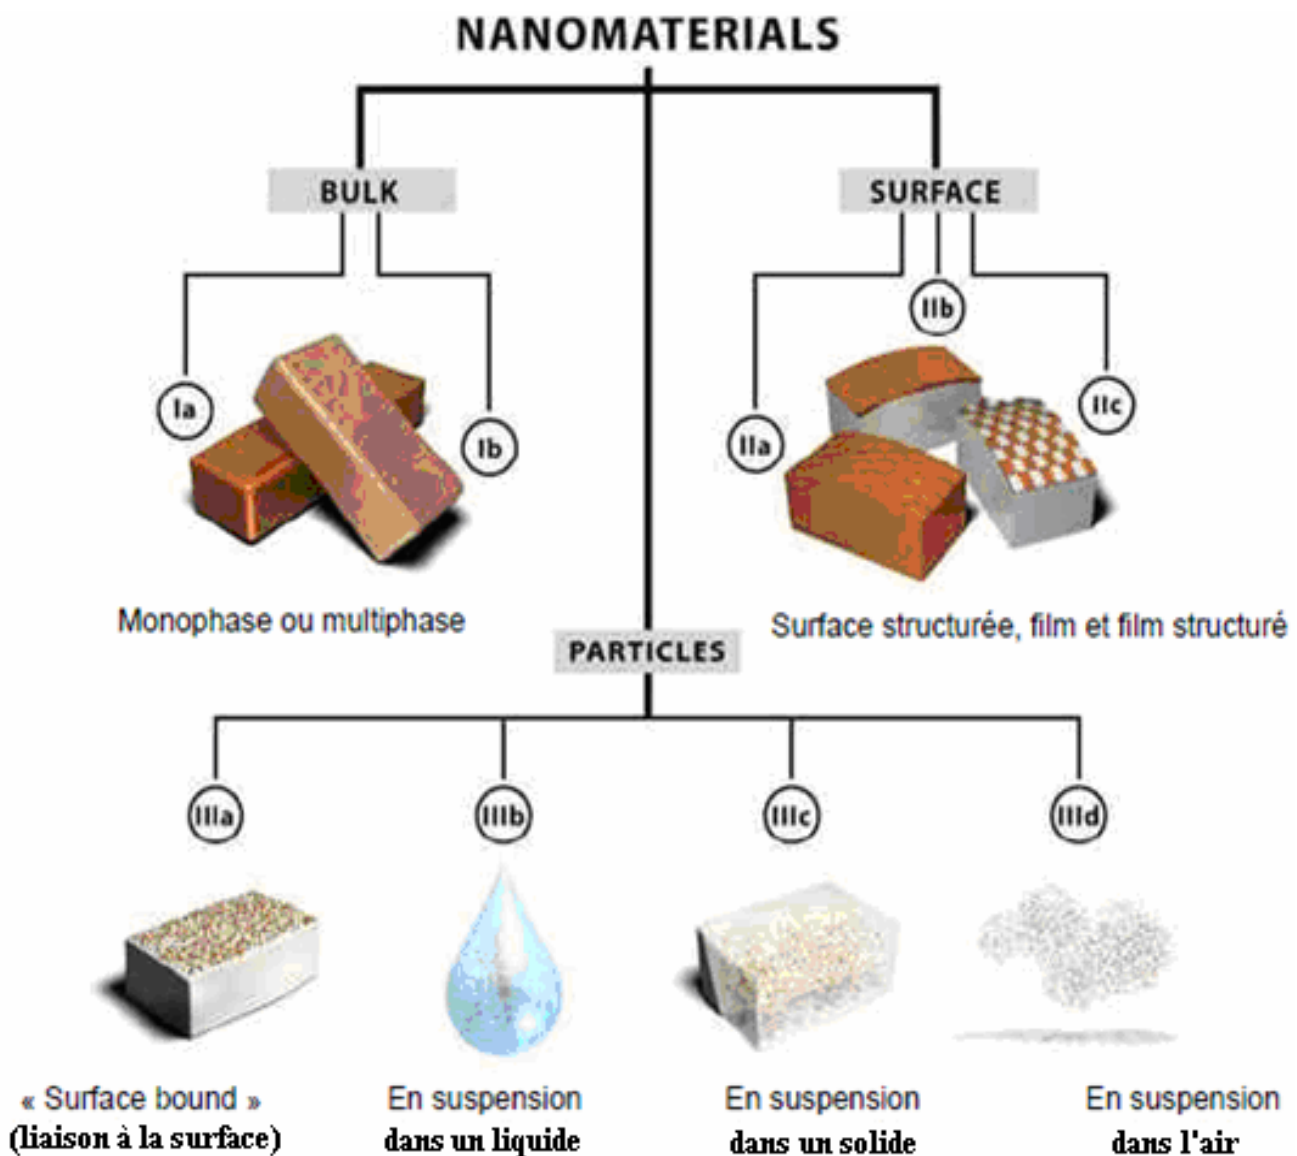 NANOMATERIALS
BULK
SURFACE
Ia
Ib
IIa
IIb
IIc
Monophase ou multiphase
Surface structurée, film et film structuré
PARTICLES
IIIa
IIIb
IIIc
IIId
« Surface bound »
(liaison à la surface)
En suspension
dans un liquide
En suspension
dans un solide
En suspension
dans l'air